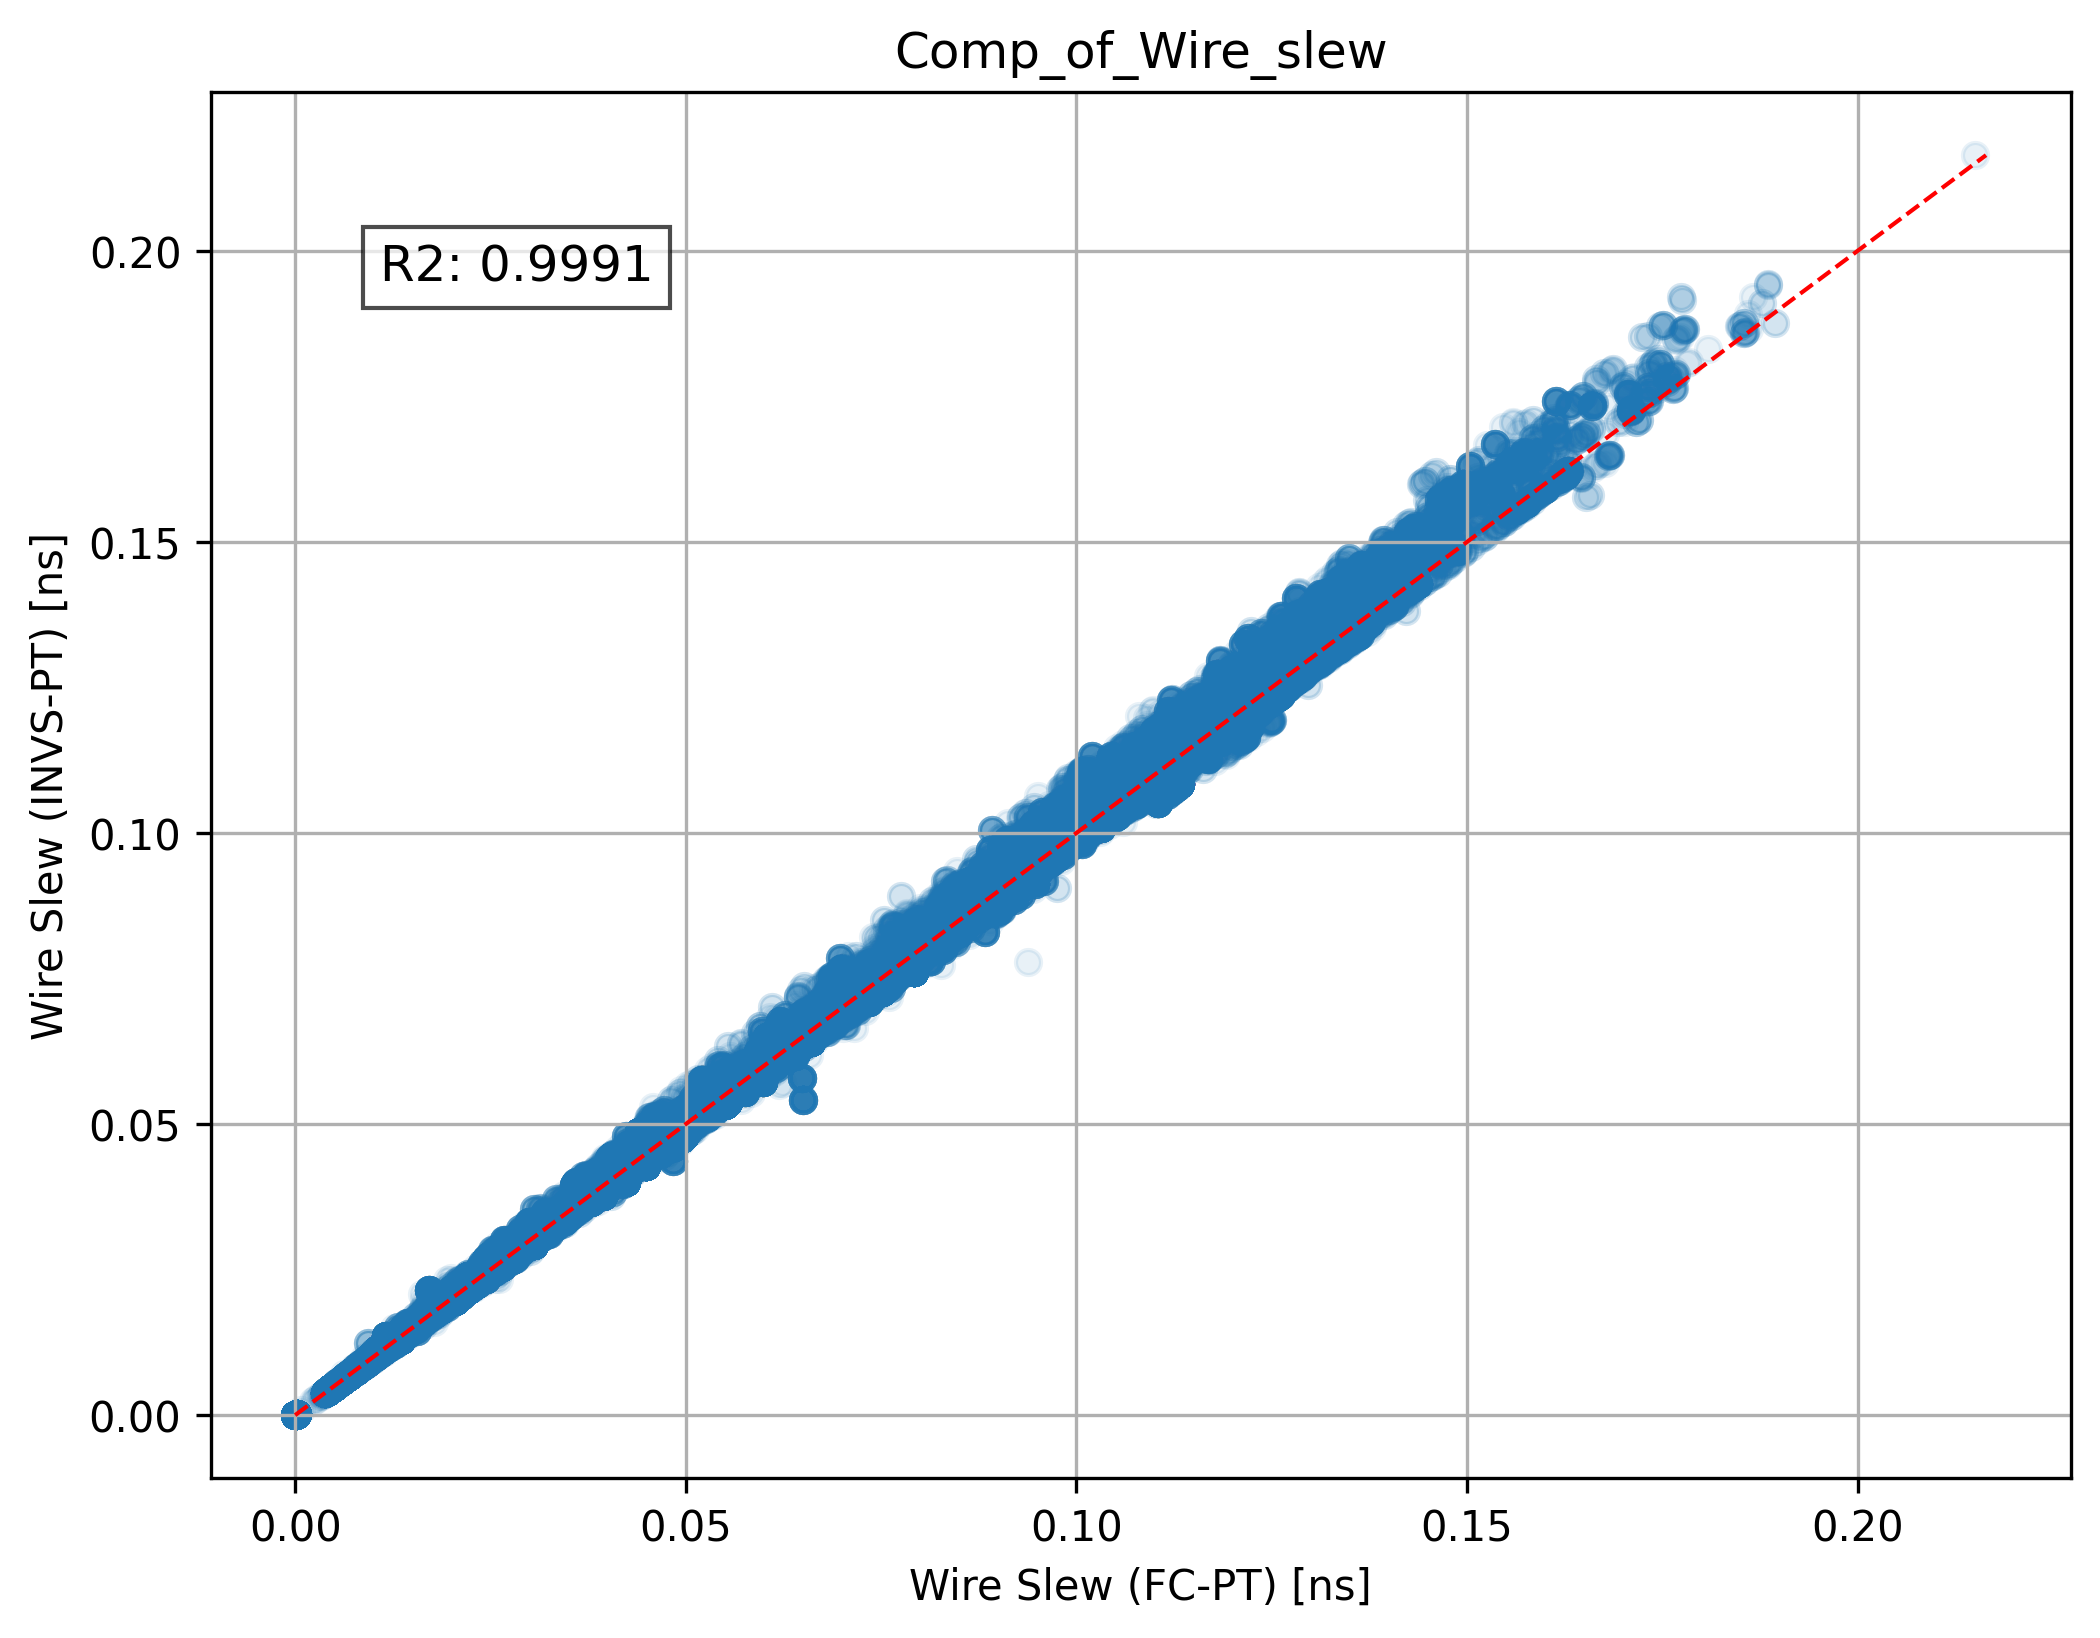 Comp_of_Wire_slew
R2: 0.9991
Wire Slew (INVS-PT) [ns]
0.20
0.15
0.10
0.05
0.00
0.00 0.05 0.10 0.15 0.20
Wire Slew (FC-PT) [ns]